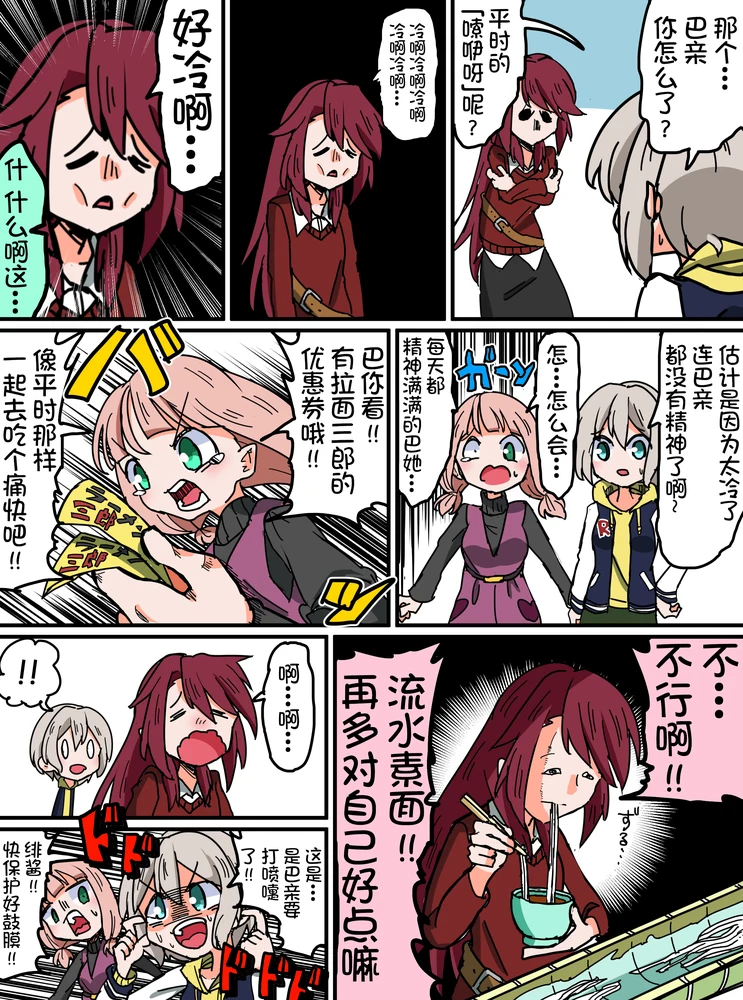 那个…
巴亲
你怎么了？
平时的
「嗦咿呀」呢？
冷啊冷啊冷啊
冷啊冷啊…
好冷啊…
什 什么啊这…
估计是因为太冷了
连巴亲
都没有精神了啊~
ガーン
怎…怎么会…
每天都
精神满满的巴她…
巴你看!!
有拉面三郎的
优惠券哦!!
バッ
像平时那样
一起去吃个痛快吧!!
不…
不行啊!!
ずる…
流水素面!!
再多对自己好点嘛
啊…啊…
!!
这是…
是巴亲要
打喷嚏
了!!
ドドド
绯酱!!
快保护好鼓膜!!
ドドド